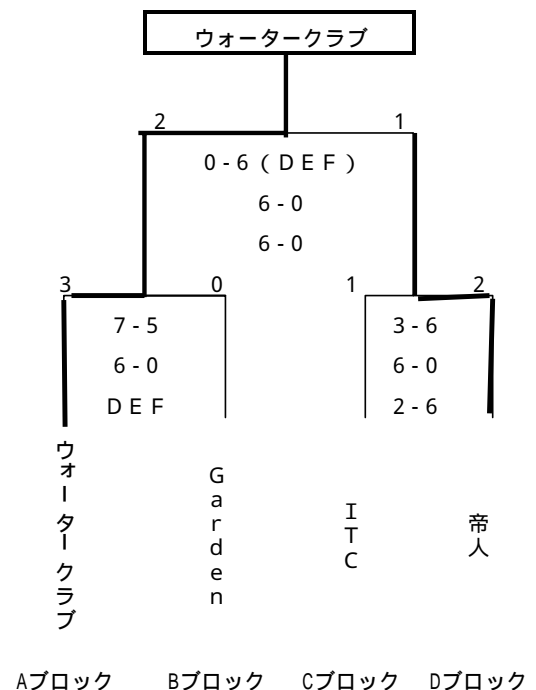 ウォータークラブ
2 1
0-6(DEF)
6-0
6-0
3 0 1 2
7-5 3-6
6-0 6-0
DEF 2-6
ウォータークラブ
Garden
ITC
帝人
Aブロック Bブロック Cブロック Dブロック